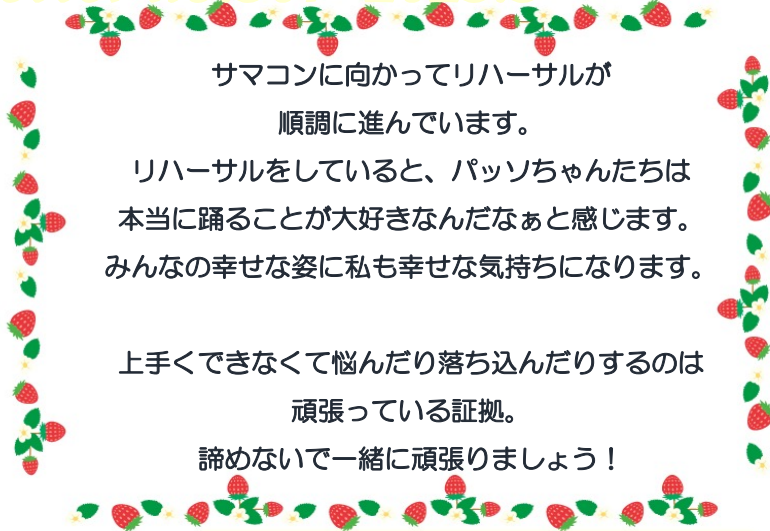 サマコンに向かってリハーサルが
順調に進んでいます。
リハーサルをしていると、パッソちゃんたちは
本当に踊ることが大好きなんだなぁと感じます。
みんなの幸せな姿に私も幸せな気持ちになります。
上手くできなくて悩んだり落ち込んだりするのは
頑張っている証拠。
諦めないで一緒に頑張りましょう！